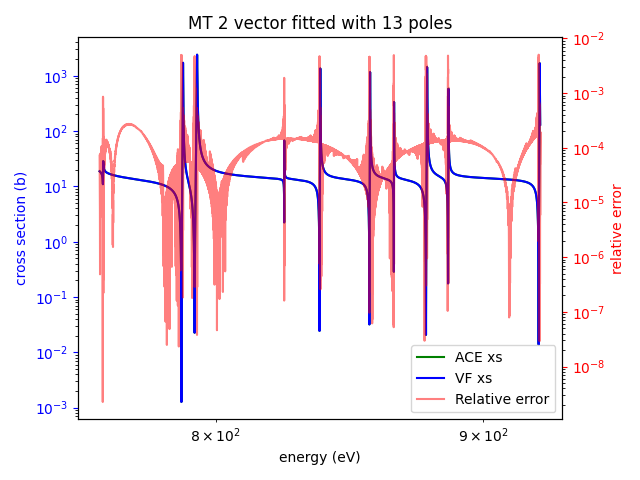 MT 2 vector fitted with 13 poles
cross section (b)
10³
10²
10¹
10⁰
10⁻¹
10⁻²
10⁻³
10⁻²
10⁻³
10⁻⁴
10⁻⁵
10⁻⁶
10⁻⁷
10⁻⁸
relative error
ACE xs
VF xs
Relative error
8 × 10² 9 × 10²
energy (eV)